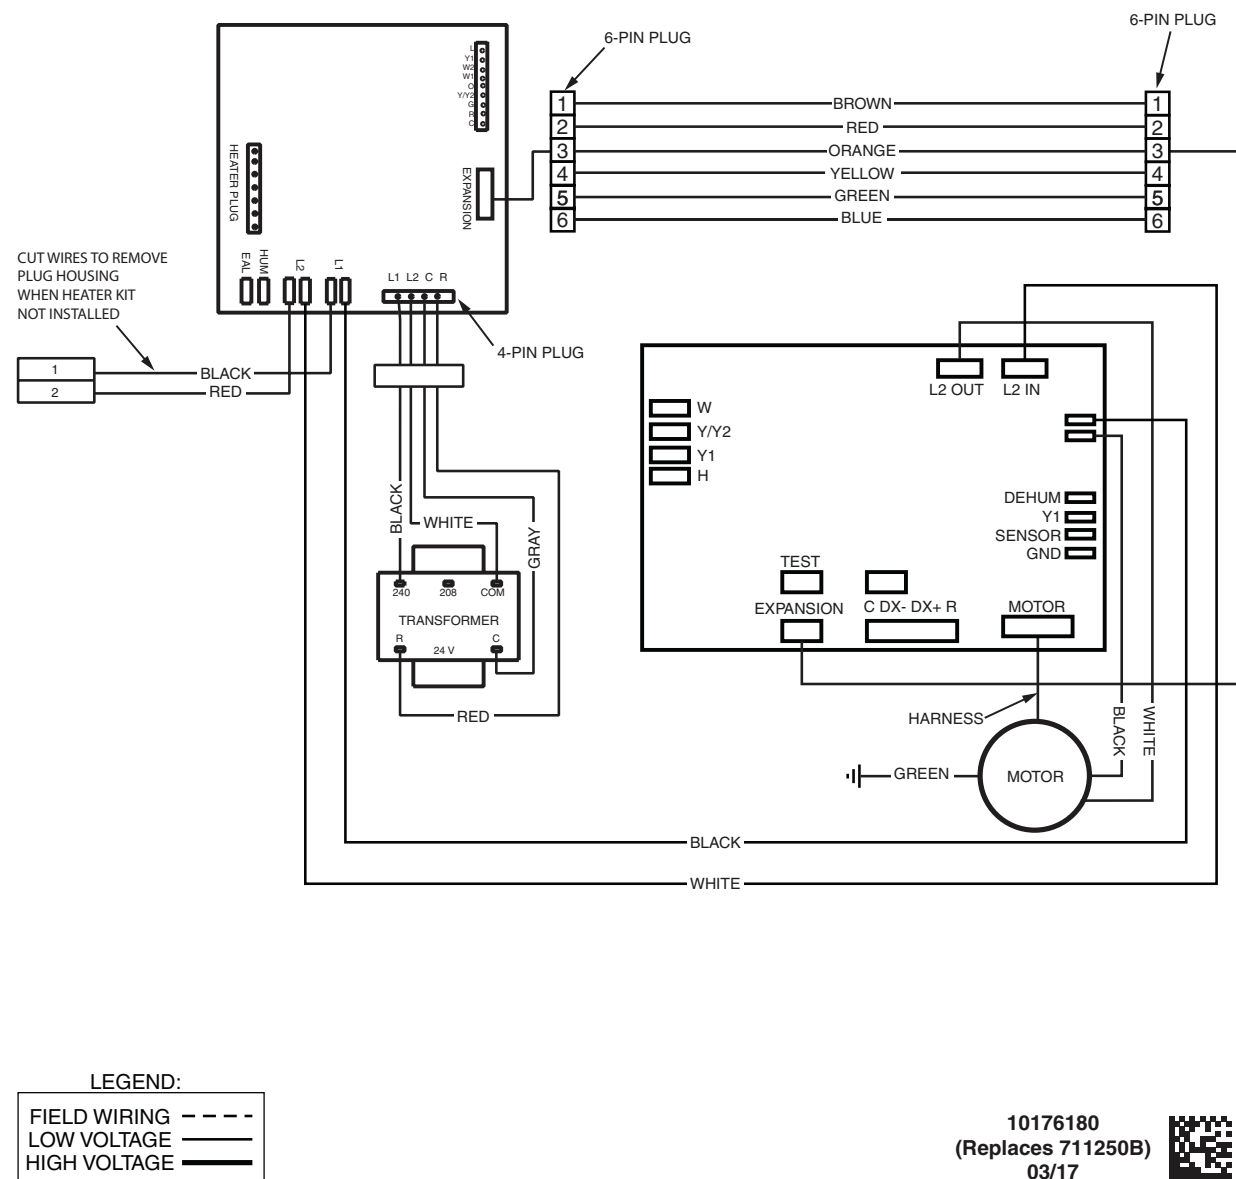 6-PIN PLUG
6-PIN PLUG
L
Y1
W2
W1
O
Y/Y2
G
R
C
HEATER PLUG
EXPANSION
1 BROWN 1
2 RED 2
3 ORANGE 3
4 YELLOW 4
5 GREEN 5
6 BLUE 6
EAL
HUM
L2
L1
L1 L2 C R
CUT WIRES TO REMOVE
PLUG HOUSING
WHEN HEATER KIT
NOT INSTALLED
4-PIN PLUG
1 BLACK
2 RED
L2 OUT
L2 IN
W
Y/Y2
Y1
H
BLACK
WHITE
GRAY
DEHUM
Y1
SENSOR
GND
TEST
EXPANSION
C DX- DX+ R
MOTOR
240
208
COM
TRANSFORMER
R
24 V
C
RED
HARNESS
BLACK
WHITE
GREEN
MOTOR
BLACK
WHITE
LEGEND:
FIELD WIRING
LOW VOLTAGE
HIGH VOLTAGE
10176180
(Replaces 711250B)
03/17